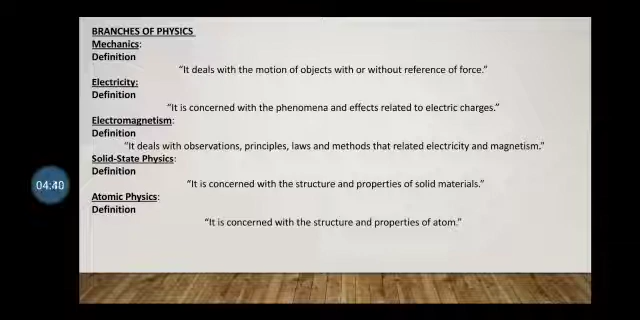 BRANCHES OF PHYSICS
Mechanics:
Definition
“It deals with the motion of objects with or without reference of force.”
Electricity:
Definition
“It is concerned with the phenomena and effects related to electric charges.”
Electromagnetism:
Definition
“It deals with observations, principles, laws and methods that related electricity and magnetism.”
Solid-State Physics:
Definition
04:40
“It is concerned with the structure and properties of solid materials.”
Atomic Physics:
Definition
“It is concerned with the structure and properties of atom.”